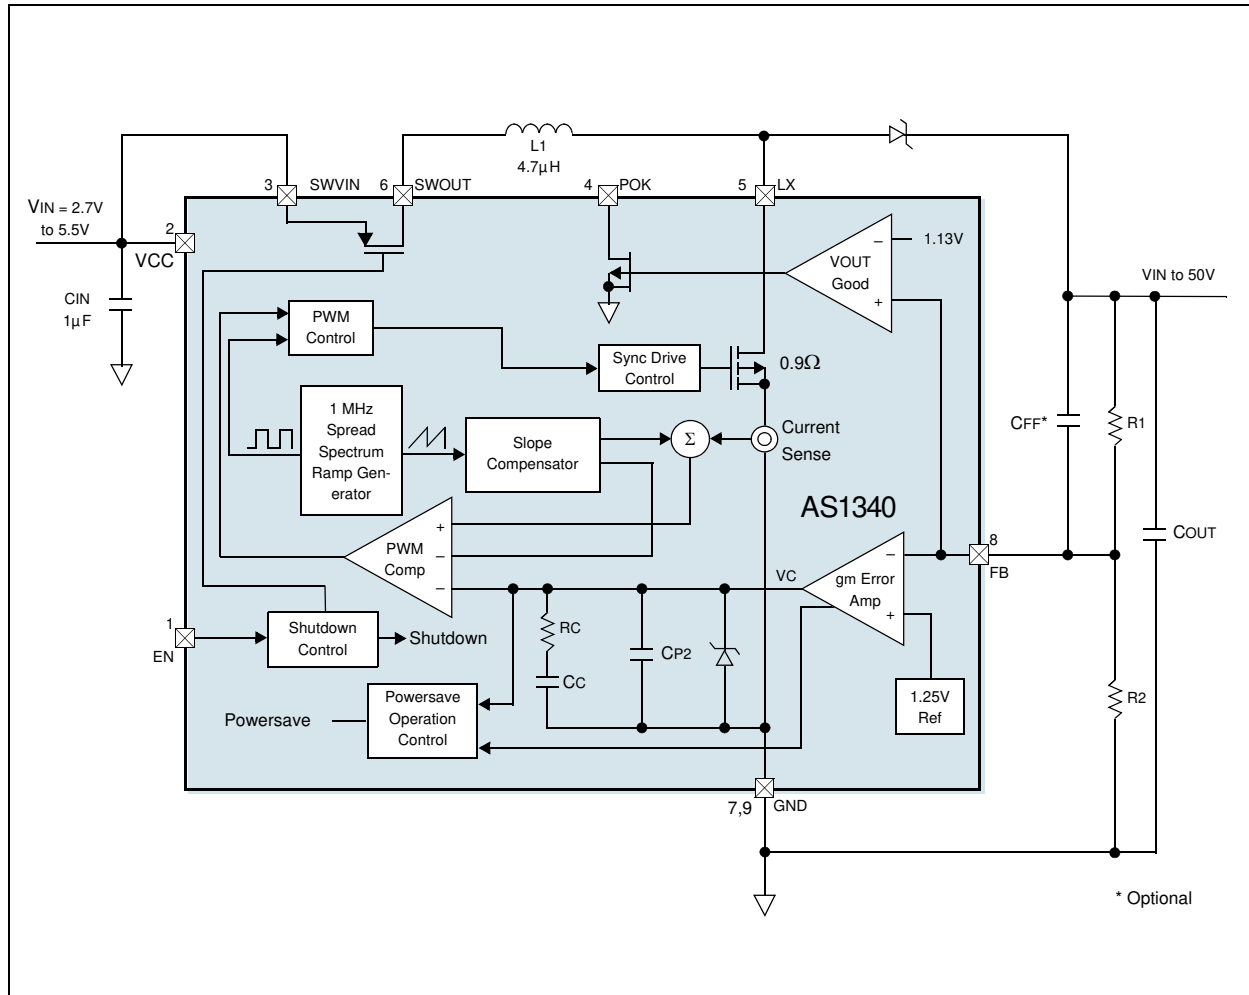 L1
4.7µH
3
SWVIN
6
SWOUT
4
POK
5
LX
VIN = 2.7V
to 5.5V
2
VCC
CIN
1µF
1.13V
VOUT
Good
–
+
VIN to 50V
PWM
Control
Sync Drive
Control
0.9Ω
1 MHz
Spread
Spectrum
Ramp Gen-
erator
Slope
Compensator
Σ
Current
Sense
CFF*
R1
AS1340
PWM
Comp
+
–
–
VC
gm Error
Amp
–
+
8
FB
COUT
1
EN
Shutdown
Control
Shutdown
RC
CC
CP2
1.25V
Ref
R2
Powersave
Powersave
Operation
Control
7,9
GND
* Optional